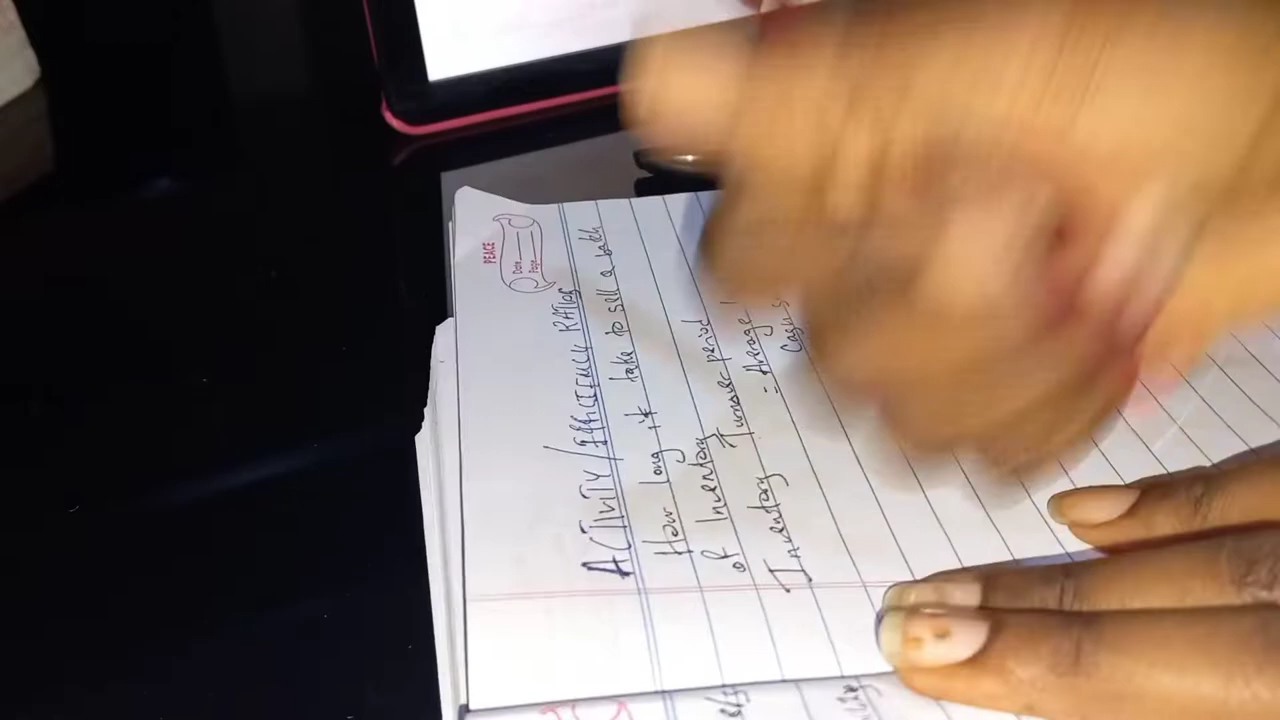 PEACE
Date
Page
ACTIVITY/EFFICIENCY RATIOS
How long it take to sell a batch
of Inventory
Inventory Turnover period
= Average